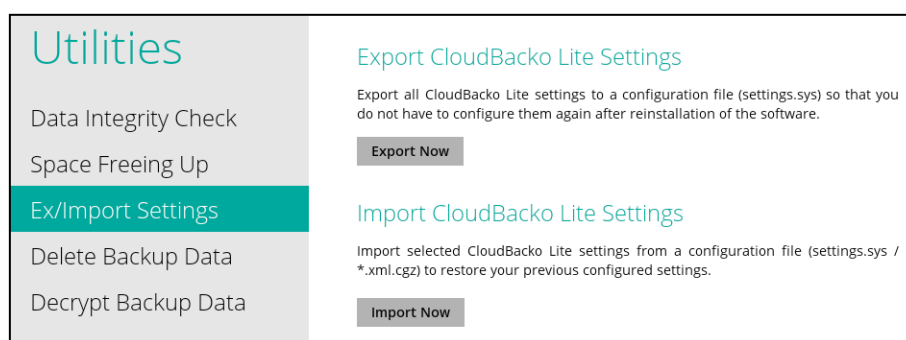 Utilities
Data Integrity Check
Space Freeing Up
Ex/Import Settings
Delete Backup Data
Decrypt Backup Data
Export CloudBacko Lite Settings
Export all CloudBacko Lite settings to a configuration file (settings.sys) so that you
do not have to configure them again after reinstallation of the software.
Export Now
Import CloudBacko Lite Settings
Import selected CloudBacko Lite settings from a configuration file (settings.sys /
*.xml.cgz) to restore your previous configured settings.
Import Now